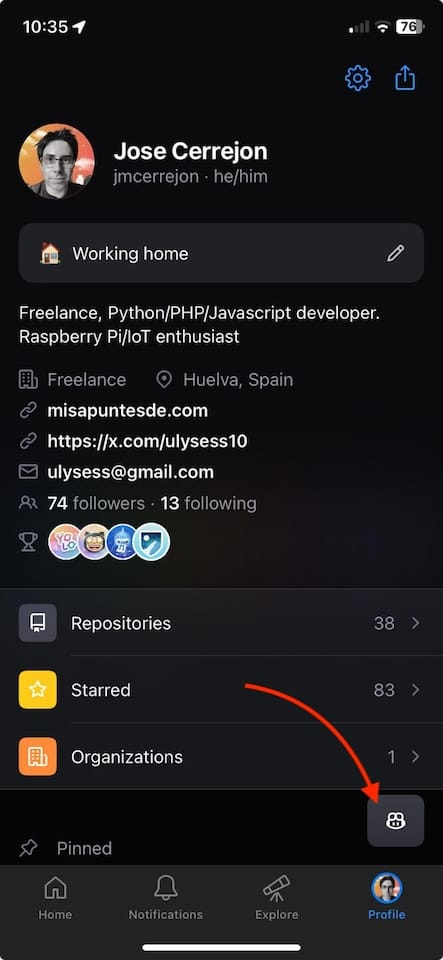 10:35
76
Jose Cerrejon
jmcerrejon · he/him
Working home
Freelance, Python/PHP/Javascript developer.
Raspberry Pi/IoT enthusiast
Freelance Huelva, Spain
misapuntesde.com
https://x.com/ulysess10
ulysess@gmail.com
74 followers · 13 following
YOLO
Repositories 38
Starred 83
Organizations 1
Pinned
Home Notifications Explore Profile